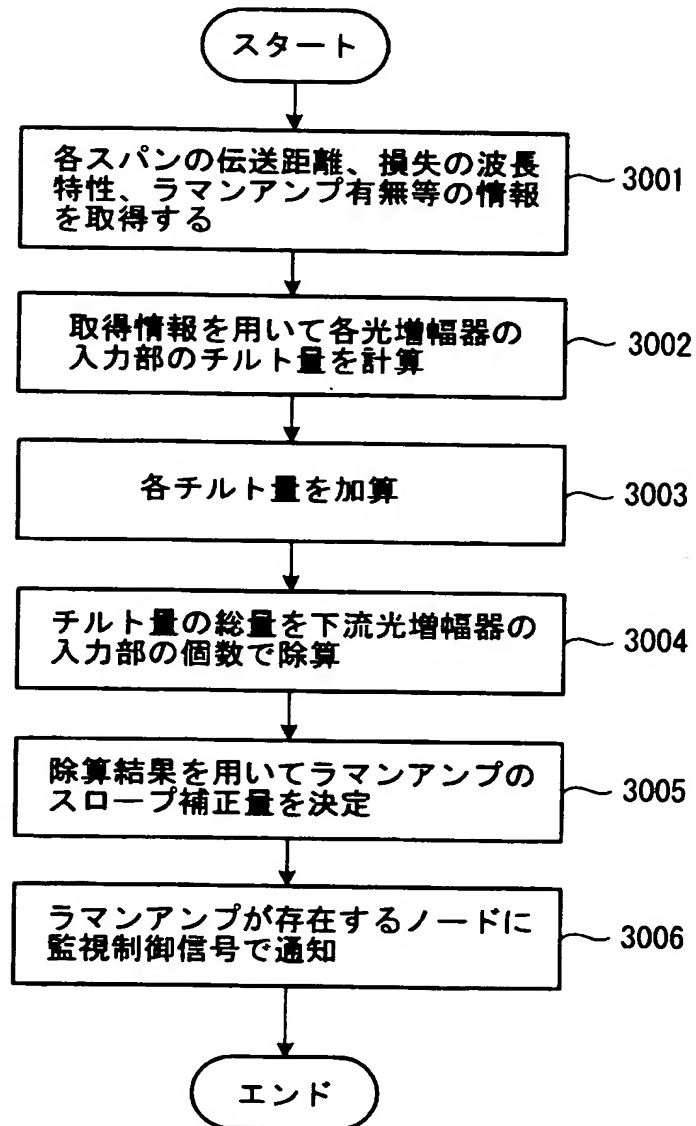 スタート
各スパンの伝送距離、損失の波長
特性、ラマンアンプ有無等の情報
を取得する
3001
取得情報を用いて各光増幅器の
入力部のチルト量を計算
3002
各チルト量を加算
3003
チルト量の総量を下流光増幅器の
入力部の個数で除算
3004
除算結果を用いてラマンアンプの
スロープ補正量を決定
3005
ラマンアンプが存在するノードに
監視制御信号で通知
3006
エンド